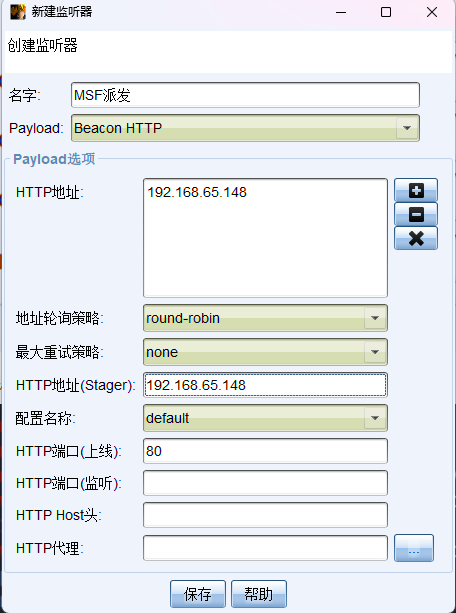 新建监听器
创建监听器
名字: MSF派发
Payload: Beacon HTTP
Payload选项
HTTP地址: 192.168.65.148
地址轮询策略: round-robin
最大重试策略: none
HTTP地址(Stager): 192.168.65.148
配置名称: default
HTTP端口(上线): 80
HTTP端口(监听):
HTTP Host头:
HTTP代理: ...
保存 帮助